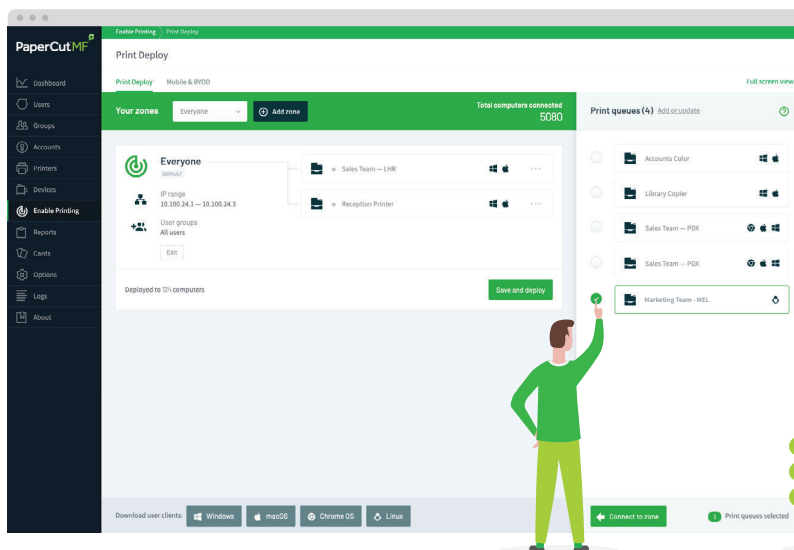 Enable Printing
Print Deploy
PaperCutMF
Print Deploy
Print Deploy
Mobile & BYOD
Full screen view
Dashboard
Users
Groups
Accounts
Printers
Devices
Enable Printing
Reports
Cards
Options
Logs
About
Your zones
Everyone
Add zone
Total computers connected
5080
Everyone
DEFAULT
IP range
10.100.24.1 — 10.100.24.3
User groups
All users
Edit
Sales Team — LHR
Reception Printer
Deployed to 124 computers
Save and deploy
Print queues (4) Add or update
Accounts Color
Library Copier
Sales Team — PDX
Sales Team — PDX
Marketing Team - MEL
Download user clients:
Windows
macOS
Chrome OS
Linux
Connect to zone
1 Print queues selected